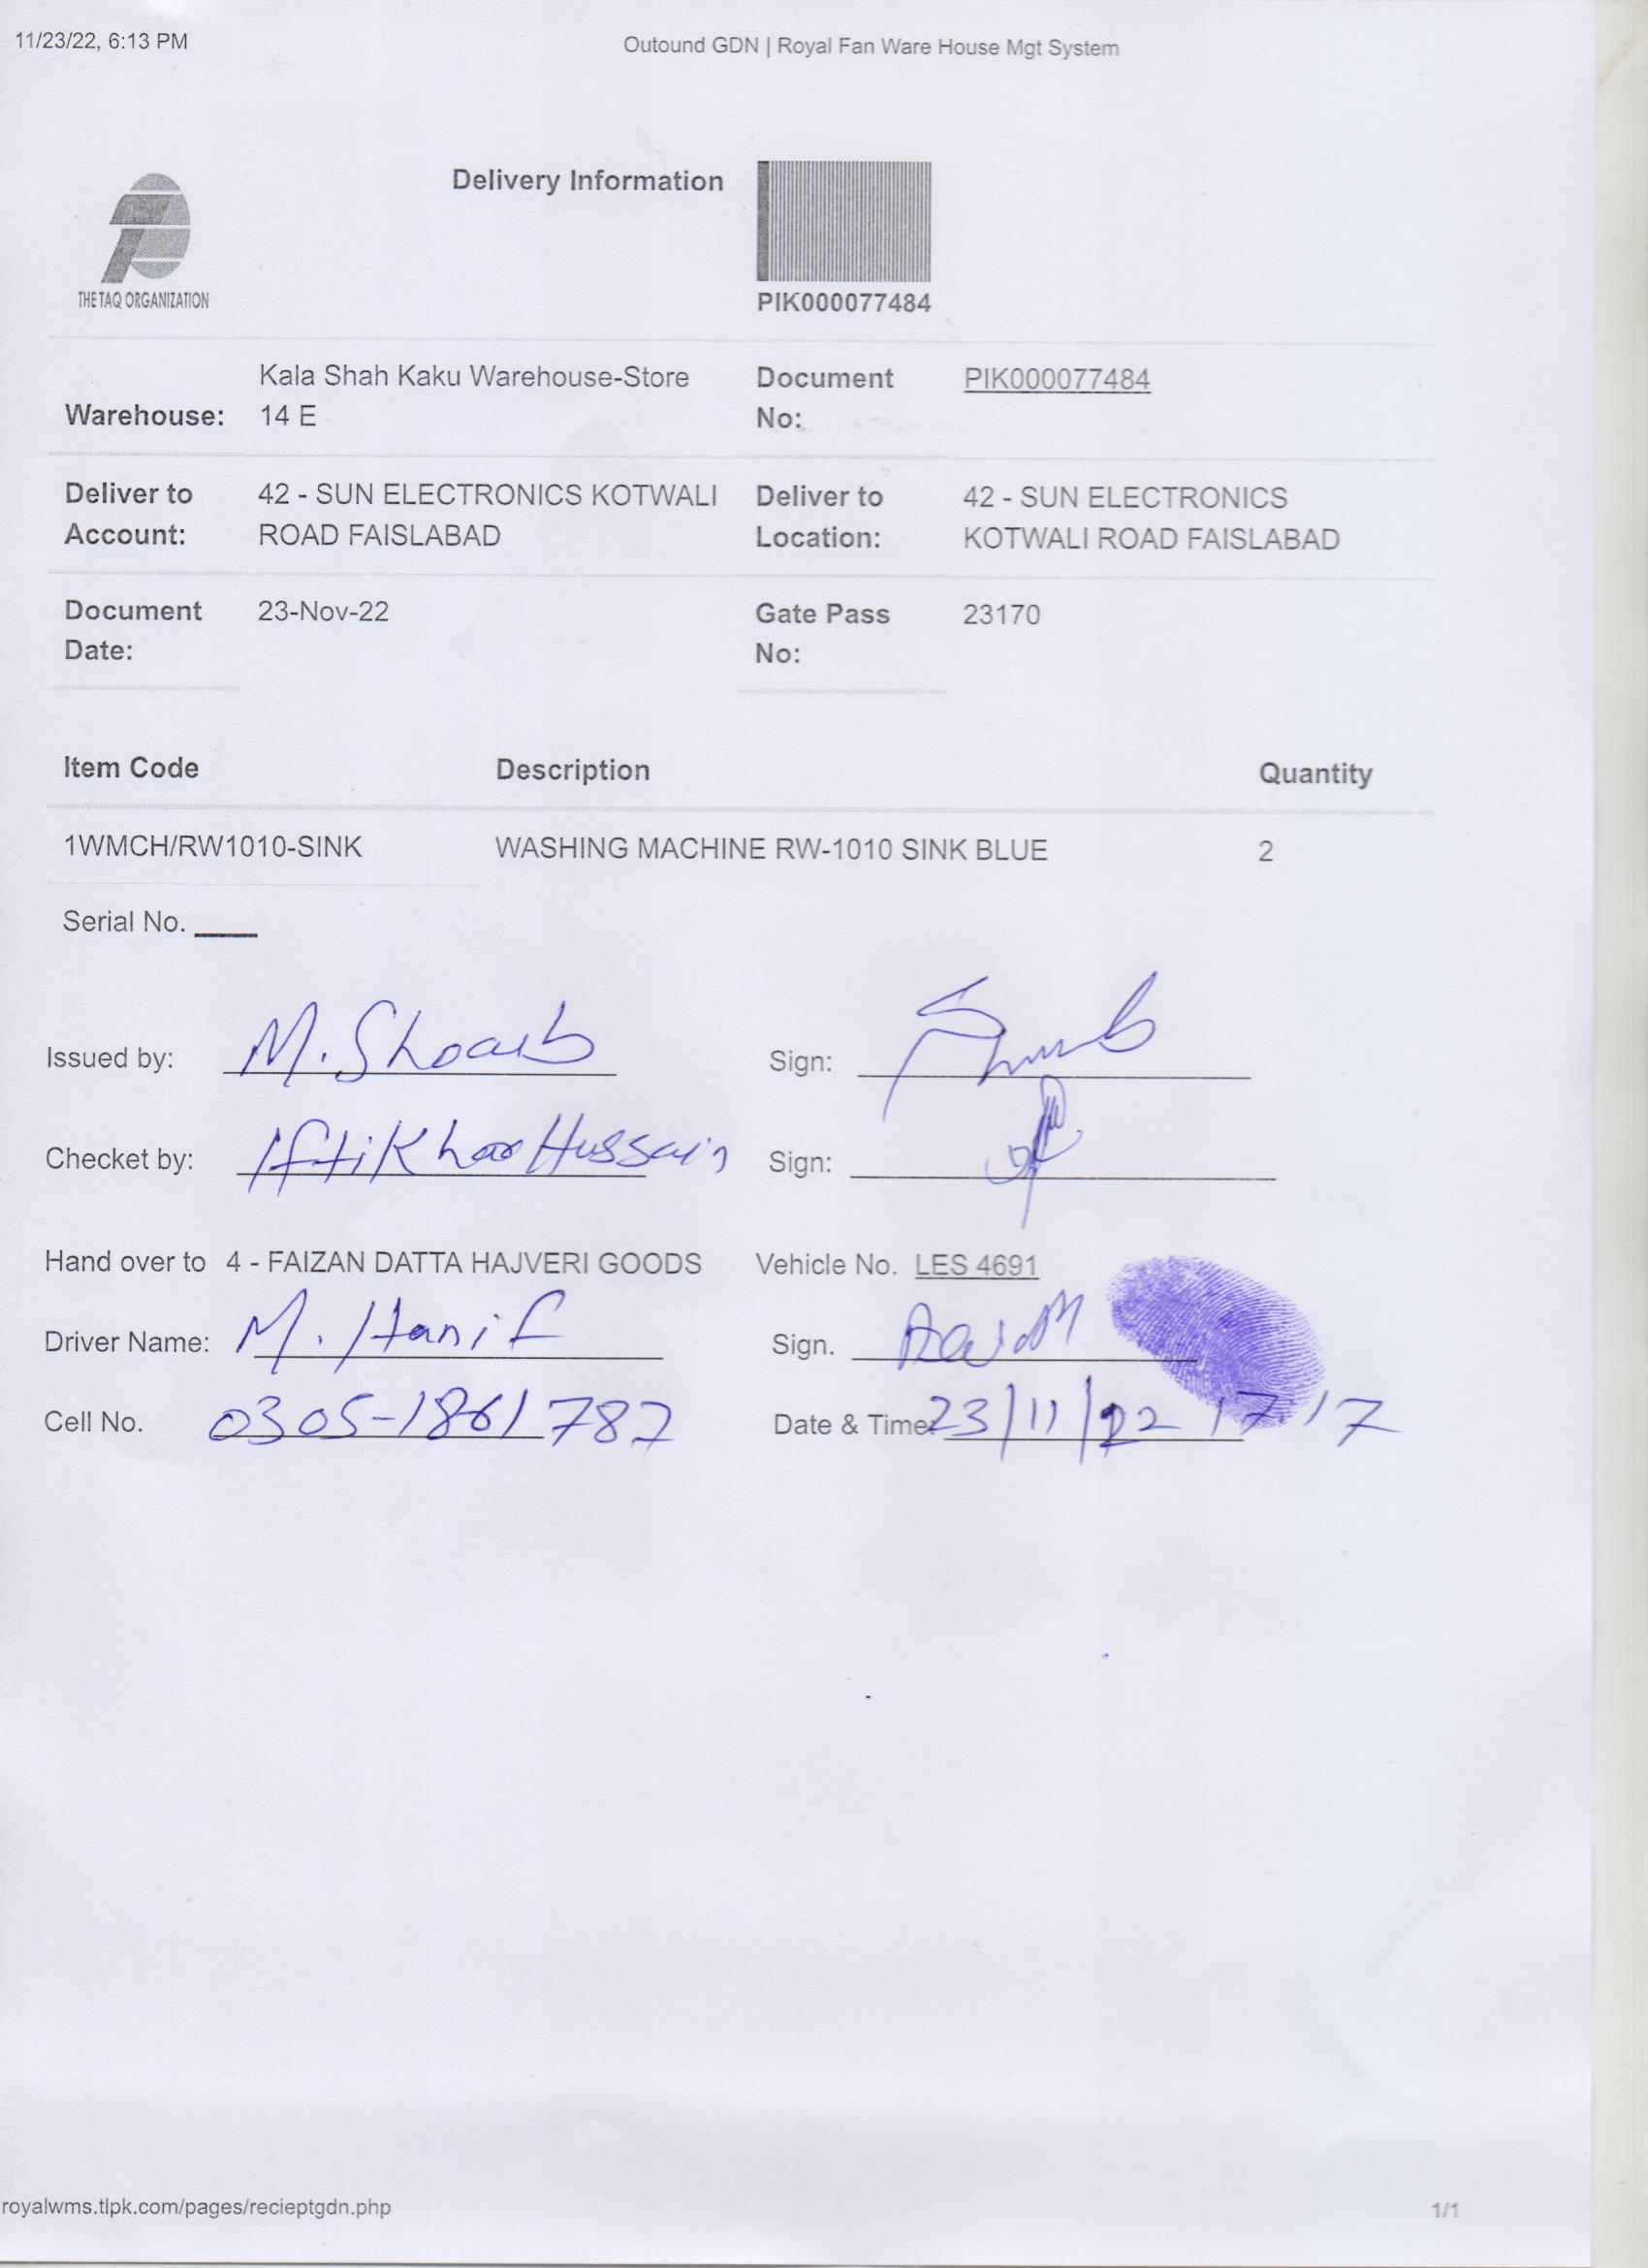 11/23/22, 6:13 PM
Outound GDN | Royal Fan Ware House Mgt System
Delivery Information
THE TAQ ORGANIZATION
PIK000077484
Kala Shah Kaku Warehouse-Store
Warehouse: 14 E
Document
No:
PIK000077484
Deliver to
Account:
42 - SUN ELECTRONICS KOTWALI
ROAD FAISLABAD
Deliver to
Location:
42 - SUN ELECTRONICS
KOTWALI ROAD FAISLABAD
Document
Date:
23-Nov-22
Gate Pass
No:
23170
Item Code Description Quantity
1WMCH/RW1010-SINK WASHING MACHINE RW-1010 SINK BLUE 2
Serial No.
Issued by: M. Shoaib Sign:
Checket by: Iftikhar Hussain Sign:
Hand over to 4 - FAIZAN DATTA HAJVERI GOODS Vehicle No. LES 4691
Driver Name: M. Hanif Sign.
Cell No. 0305-1861787 Date & Time: 23/11/22
royalwms.tlpk.com/pages/recieptgdn.php
1/1